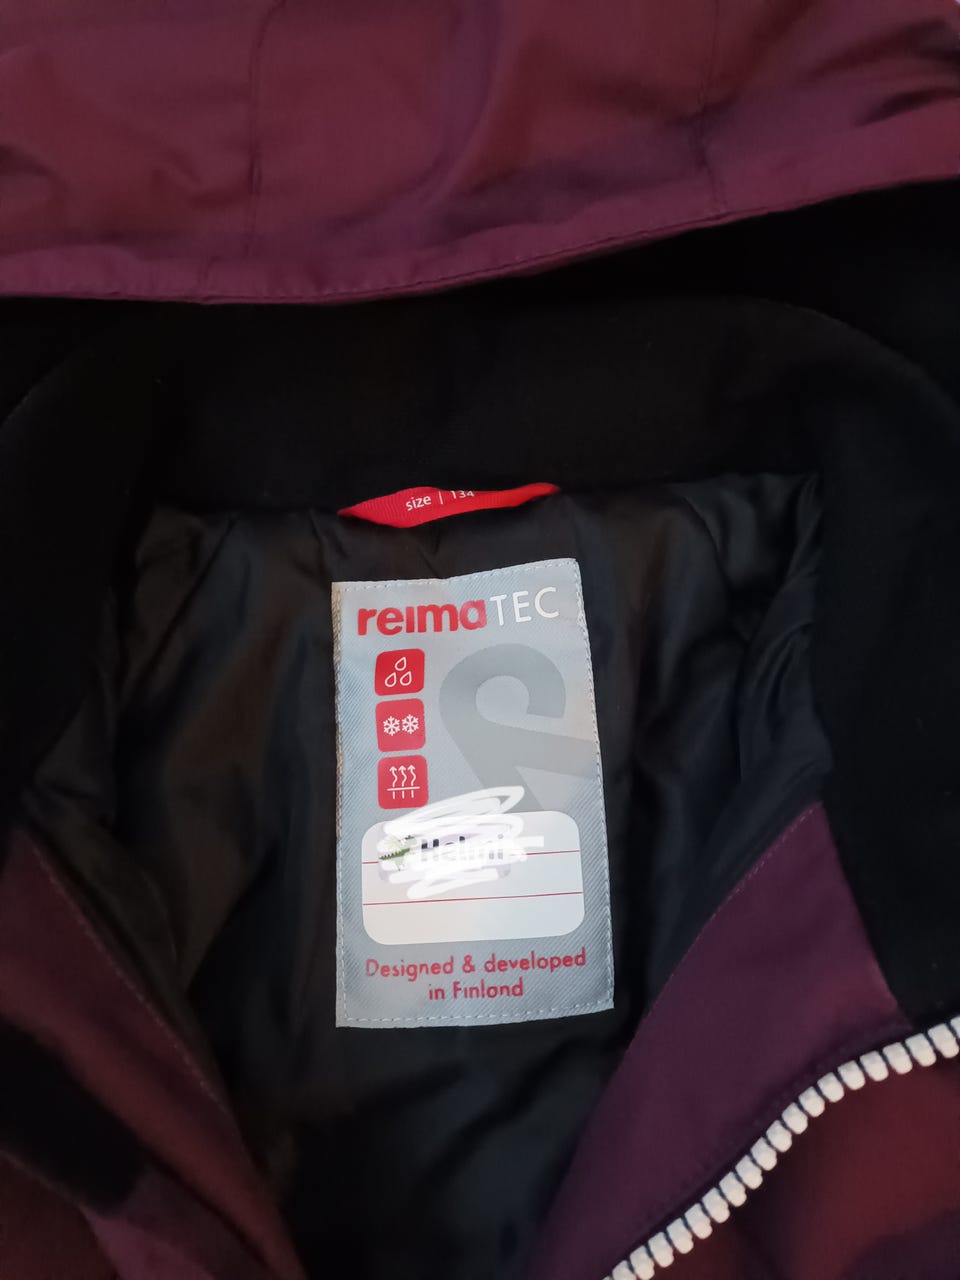 size | 134
reimaTEC
Designed & developed
in Finland